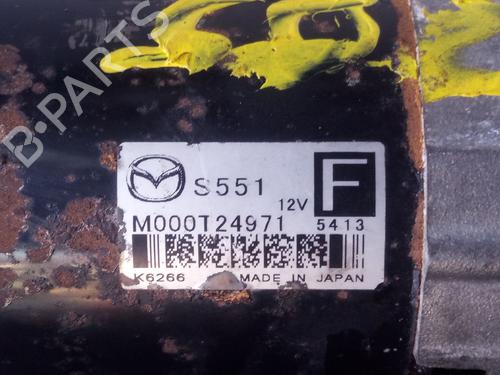 B-PARTS
S551
12V
F
M000T24971
5413
K6266
MADE IN JAPAN